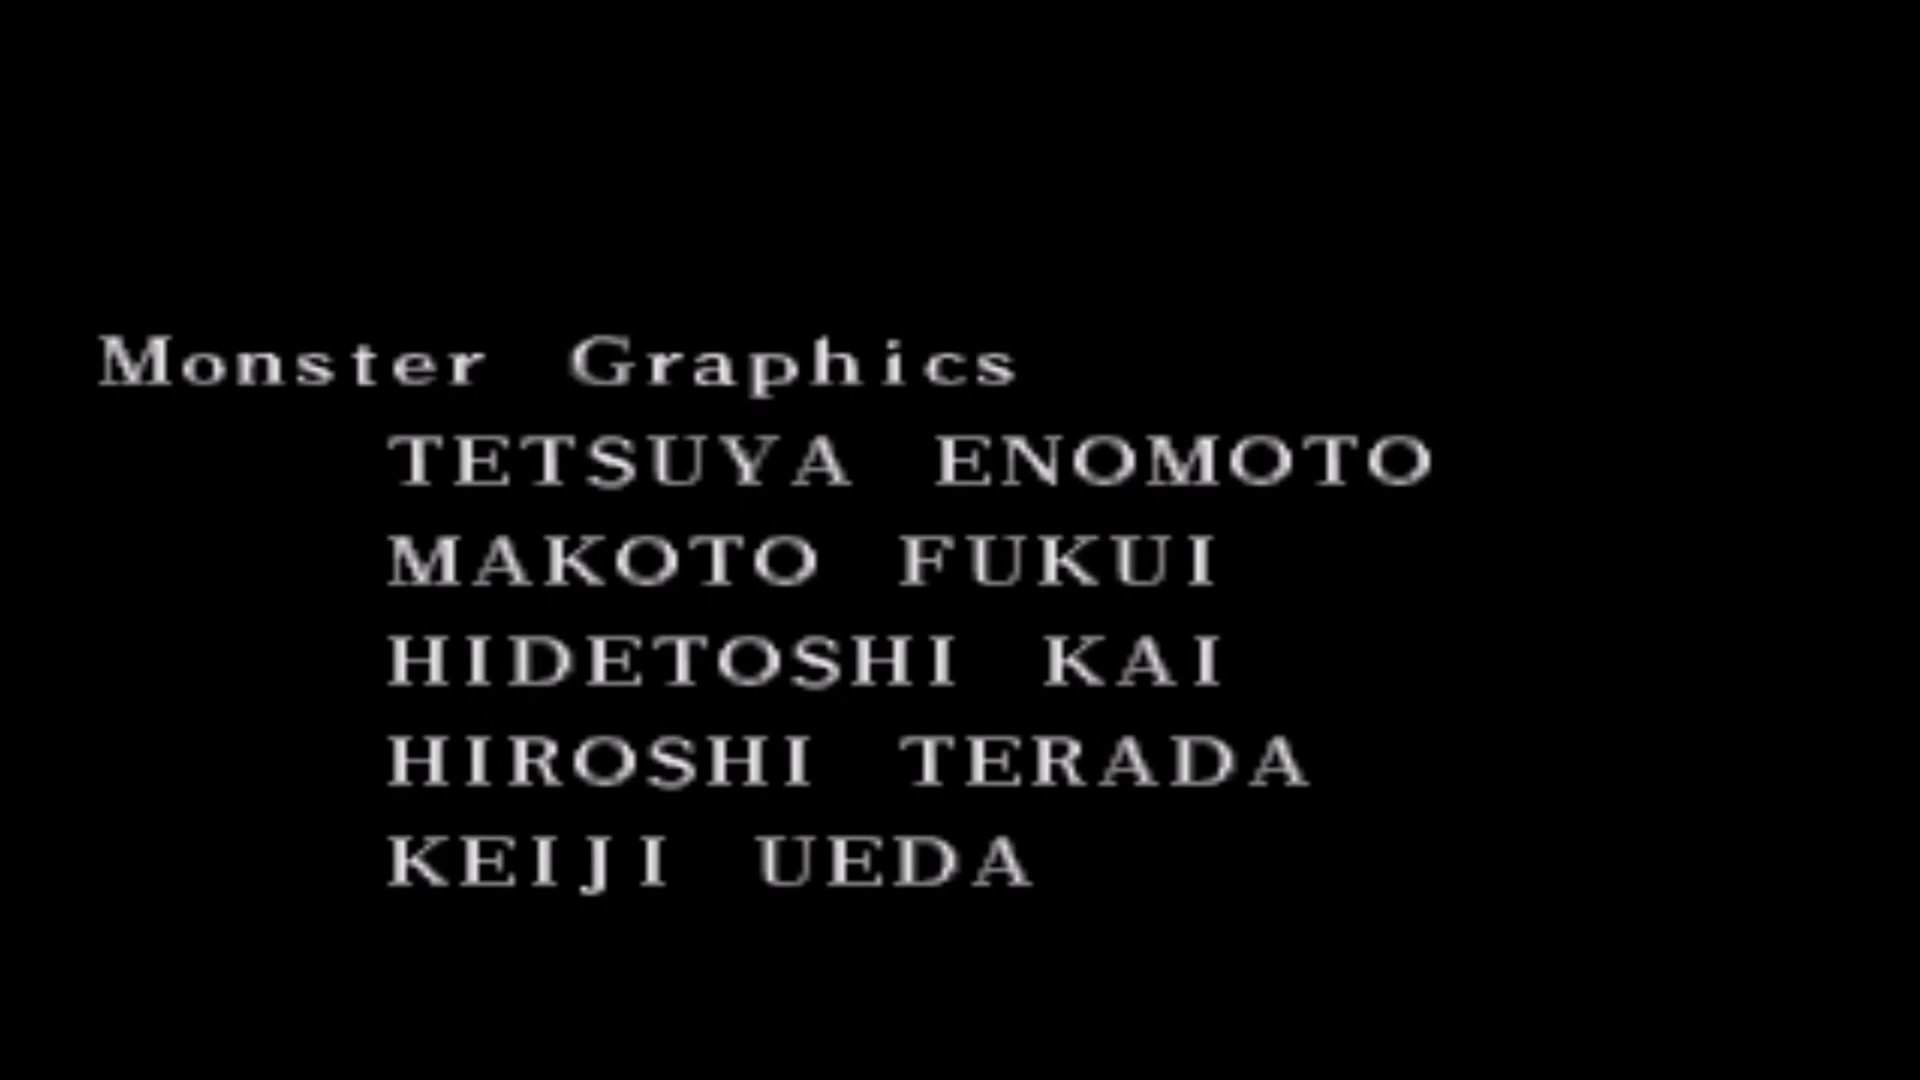 Monster Graphics
TETSUYA ENOMOTO
MAKOTO FUKUI
HIDETOSHI KAI
HIROSHI TERADA
KEIJI UEDA